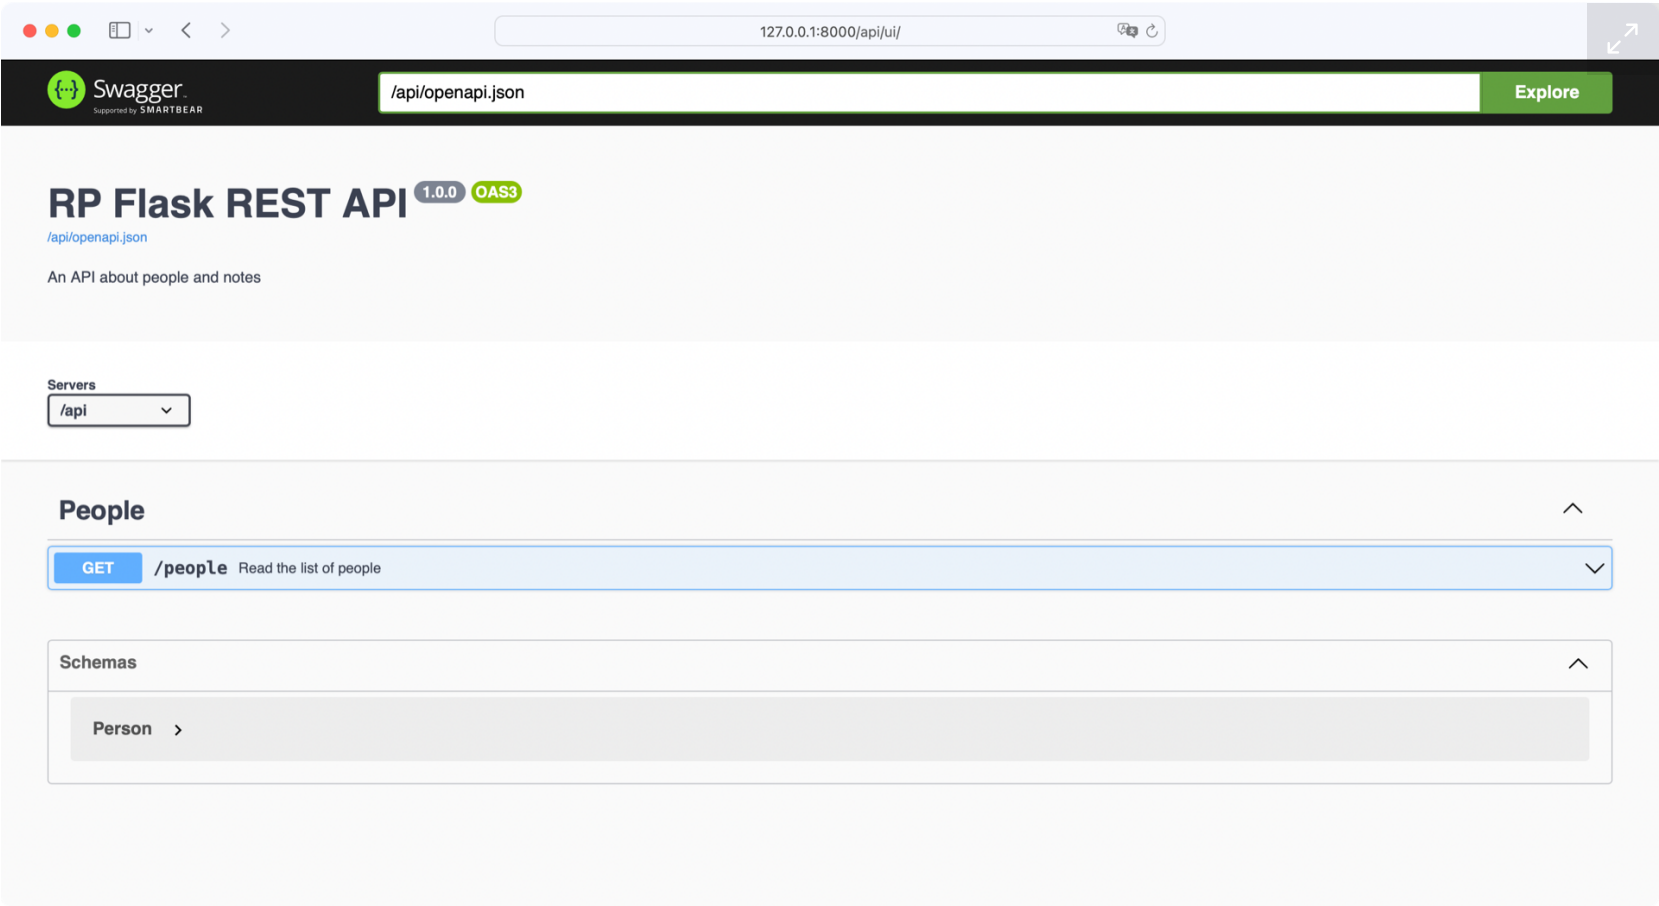 127.0.0.1:8000/api/ui/
Swagger
Supported by SMARTBEAR
/api/openapi.json
Explore
RP Flask REST API 1.0.0 OAS3
/api/openapi.json
An API about people and notes
Servers
/api
People
GET /people Read the list of people
Schemas
Person